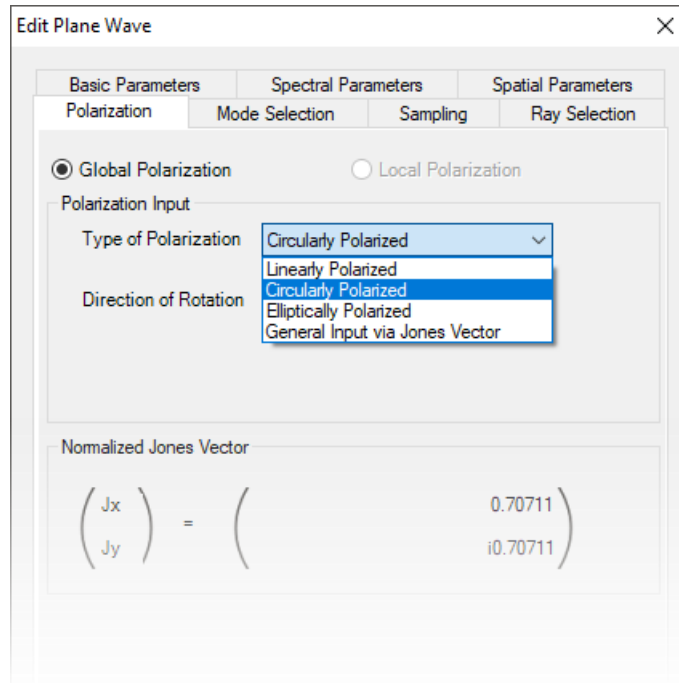 Edit Plane Wave
Basic Parameters Spectral Parameters Spatial Parameters
Polarization Mode Selection Sampling Ray Selection
Global Polarization Local Polarization
Polarization Input
Type of Polarization Circularly Polarized
Linearly Polarized
Circularly Polarized
Direction of Rotation
Elliptically Polarized
General Input via Jones Vector
Normalized Jones Vector
Jx 0.70711
=
Jy i0.70711